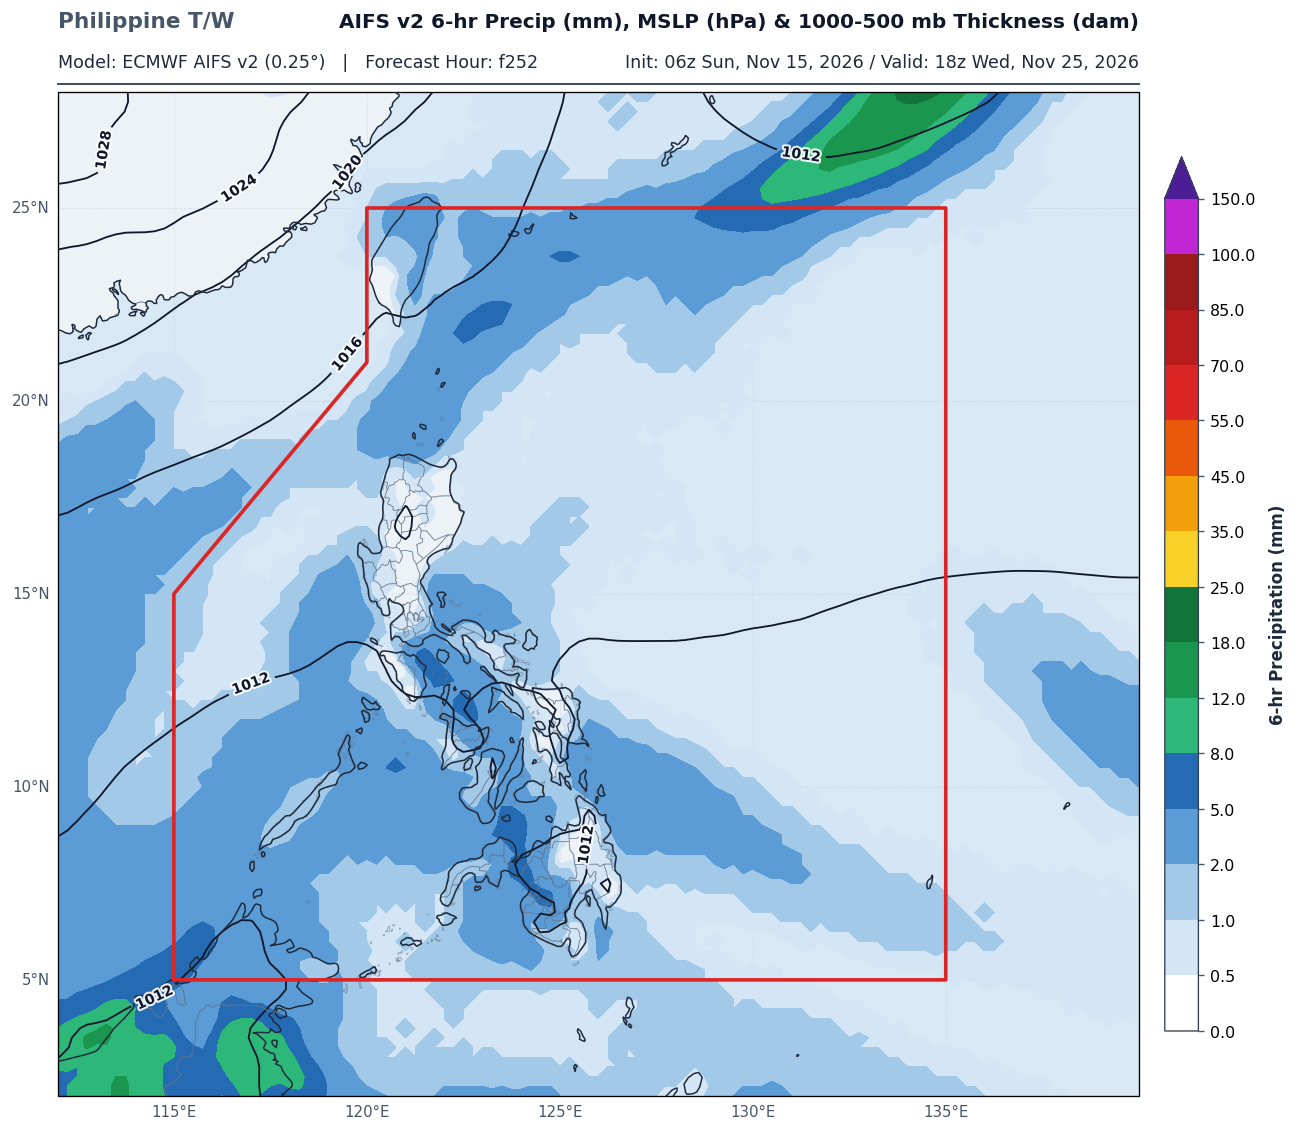 Philippine T/W
AIFS v2 6-hr Precip (mm), MSLP (hPa) & 1000-500 mb Thickness (dam)
Model: ECMWF AIFS v2 (0.25°) | Forecast Hour: f252
Init: 06z Sun, Nov 15, 2026 / Valid: 18z Wed, Nov 25, 2026
1028
1024
1020
1012
1016
1012
1012
1012
25°N
20°N
15°N
10°N
5°N
115°E
120°E
125°E
130°E
135°E
150.0
100.0
85.0
70.0
55.0
45.0
35.0
25.0
18.0
12.0
8.0
5.0
2.0
1.0
0.5
0.0
6-hr Precipitation (mm)